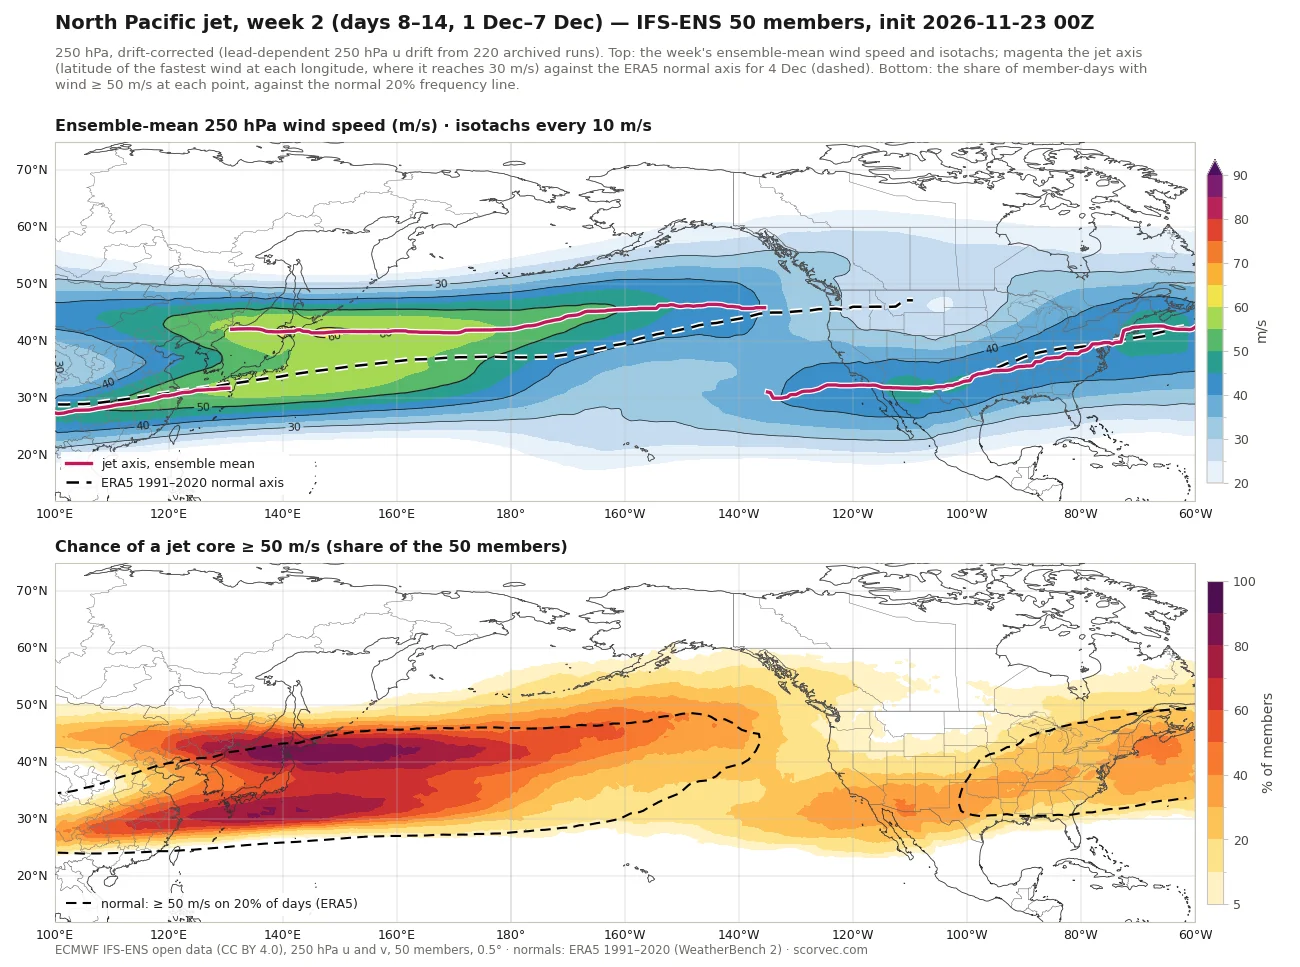 North Pacific jet, week 2 (days 8–14, 1 Dec–7 Dec) — IFS-ENS 50 members, init 2026-11-23 00Z
250 hPa, drift-corrected (lead-dependent 250 hPa u drift from 220 archived runs). Top: the week's ensemble-mean wind speed and isotachs; magenta the jet axis
(latitude of the fastest wind at each longitude, where it reaches 30 m/s) against the ERA5 normal axis for 4 Dec (dashed). Bottom: the share of member-days with
wind ≥ 50 m/s at each point, against the normal 20% frequency line.
Ensemble-mean 250 hPa wind speed (m/s) · isotachs every 10 m/s
70°N
60°N
50°N
40°N
30°N
20°N
30
60
40
30
40
50
40
30
jet axis, ensemble mean
ERA5 1991–2020 normal axis
100°E 120°E 140°E 160°E 180° 160°W 140°W 120°W 100°W 80°W 60°W
90
80
70
60
50
40
30
20
m/s
Chance of a jet core ≥ 50 m/s (share of the 50 members)
70°N
60°N
50°N
40°N
30°N
20°N
normal: ≥ 50 m/s on 20% of days (ERA5)
100°E 120°E 140°E 160°E 180° 160°W 140°W 120°W 100°W 80°W 60°W
100
80
60
40
20
5
% of members
ECMWF IFS-ENS open data (CC BY 4.0), 250 hPa u and v, 50 members, 0.5° · normals: ERA5 1991–2020 (WeatherBench 2) · scorvec.com